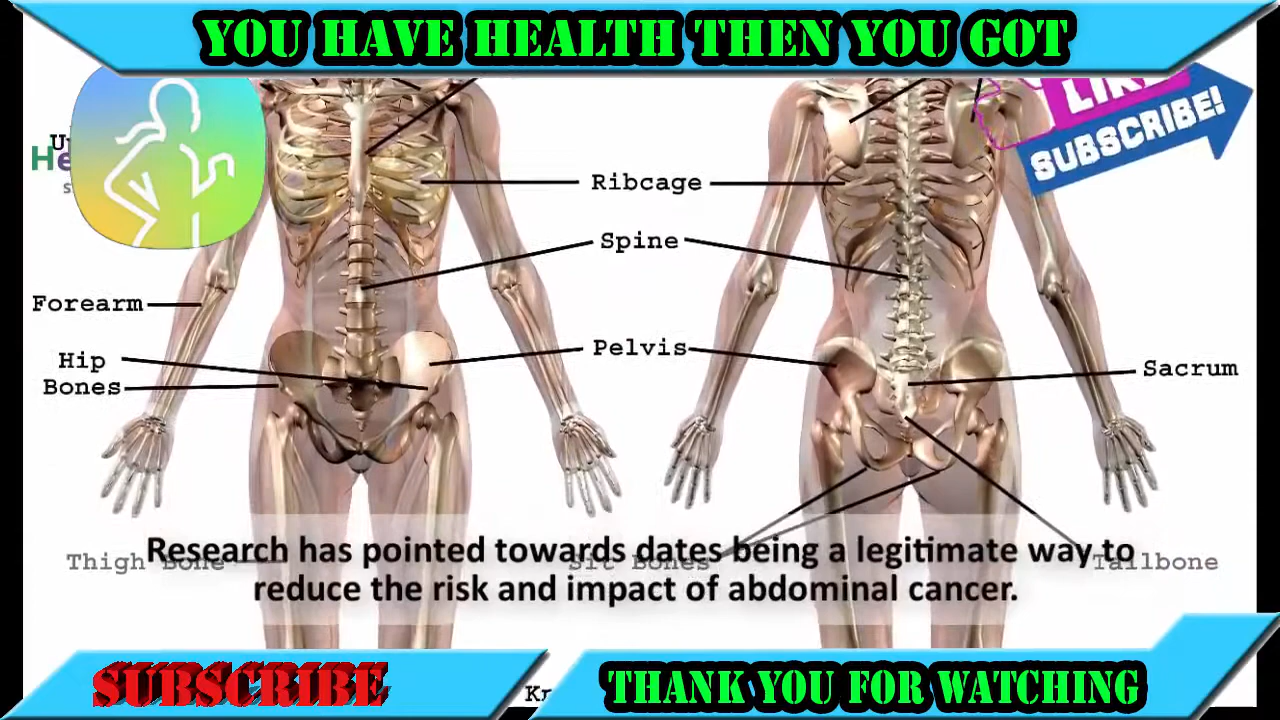 YOU HAVE HEALTH THEN YOU GOT
SUBSCRIBE!
Ribcage
Spine
Forearm
Hip
Bones
Pelvis
Sacrum
Thigh Bone
Sit Bones
Tailbone
Research has pointed towards dates being a legitimate way to
reduce the risk and impact of abdominal cancer.
SUBSCRIBE
THANK YOU FOR WATCHING